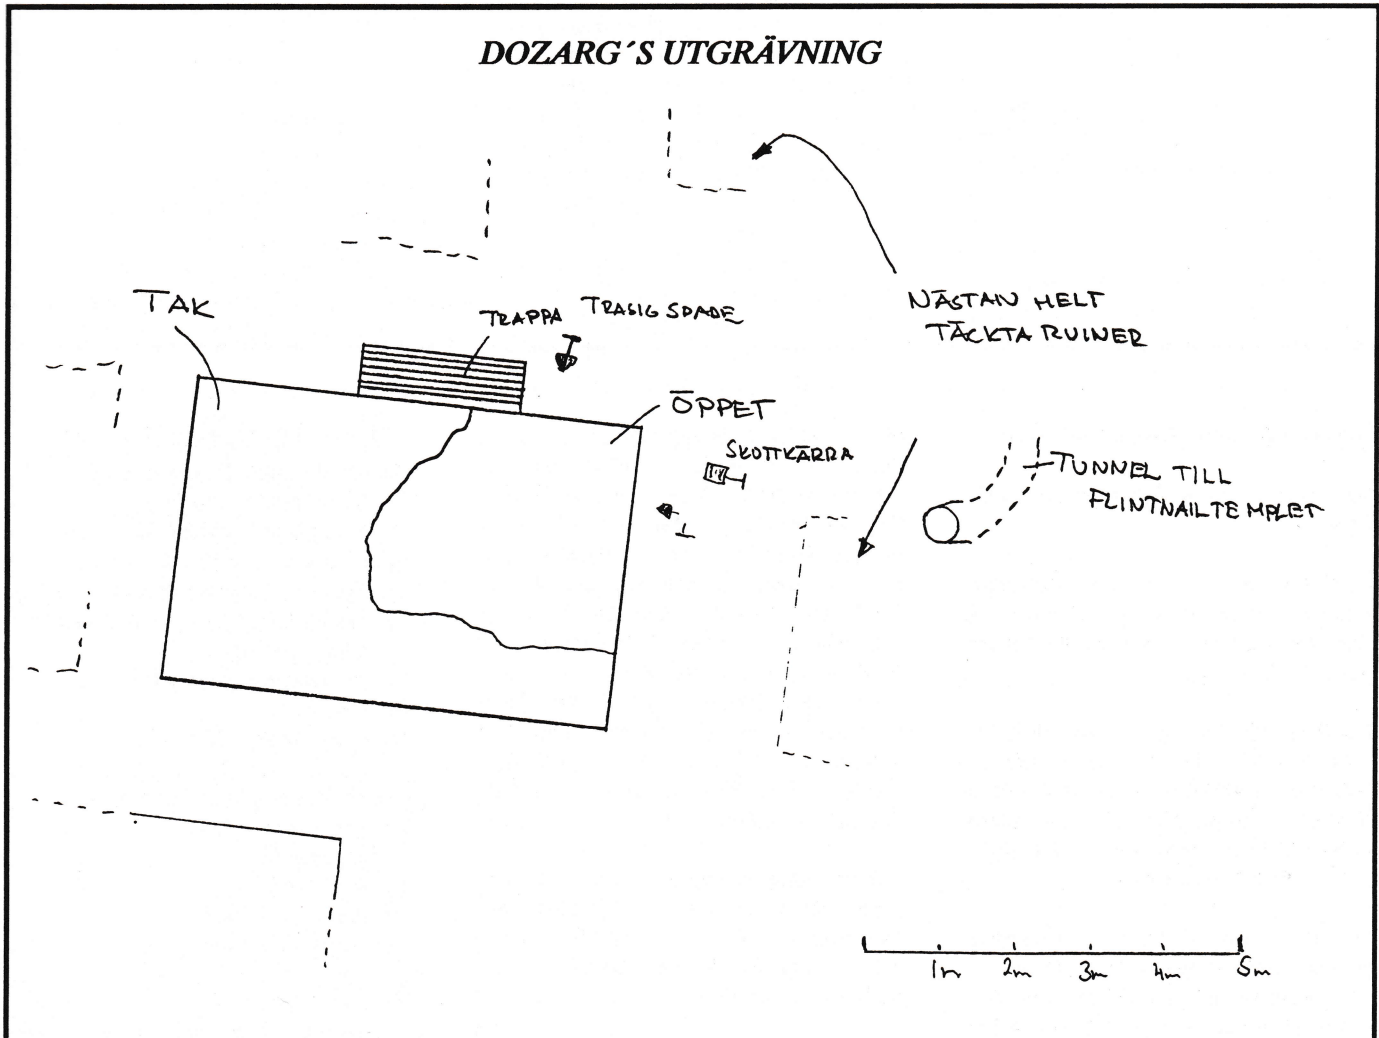 DOZARG´S UTGRÄVNING
TAK
TRAPPA
TRASIG SPADE
NÄSTAN HELT
TÄCKTA RUINER
ÖPPET
SKOTTKÄRRA
TUNNEL TILL
FLINTNAILTEMPLET
1m 2m 3m 4m 5m